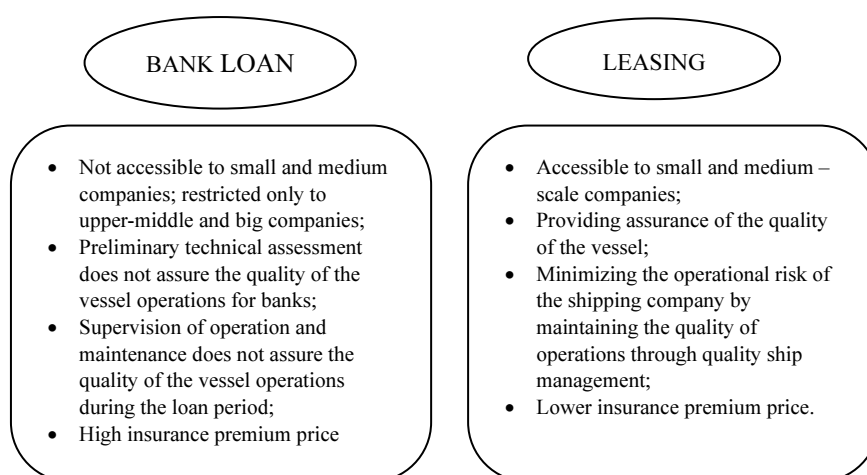 BANK LOAN
• Not accessible to small and medium
companies; restricted only to
upper-middle and big companies;
• Preliminary technical assessment
does not assure the quality of the
vessel operations for banks;
• Supervision of operation and
maintenance does not assure the
quality of the vessel operations
during the loan period;
• High insurance premium price
LEASING
• Accessible to small and medium –
scale companies;
• Providing assurance of the quality
of the vessel;
• Minimizing the operational risk of
the shipping company by
maintaining the quality of
operations through quality ship
management;
• Lower insurance premium price.